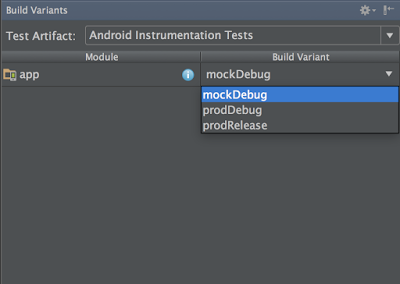 Build Variants
Test Artifact: Android Instrumentation Tests
Module Build Variant
app mockDebug
mockDebug
prodDebug
prodRelease